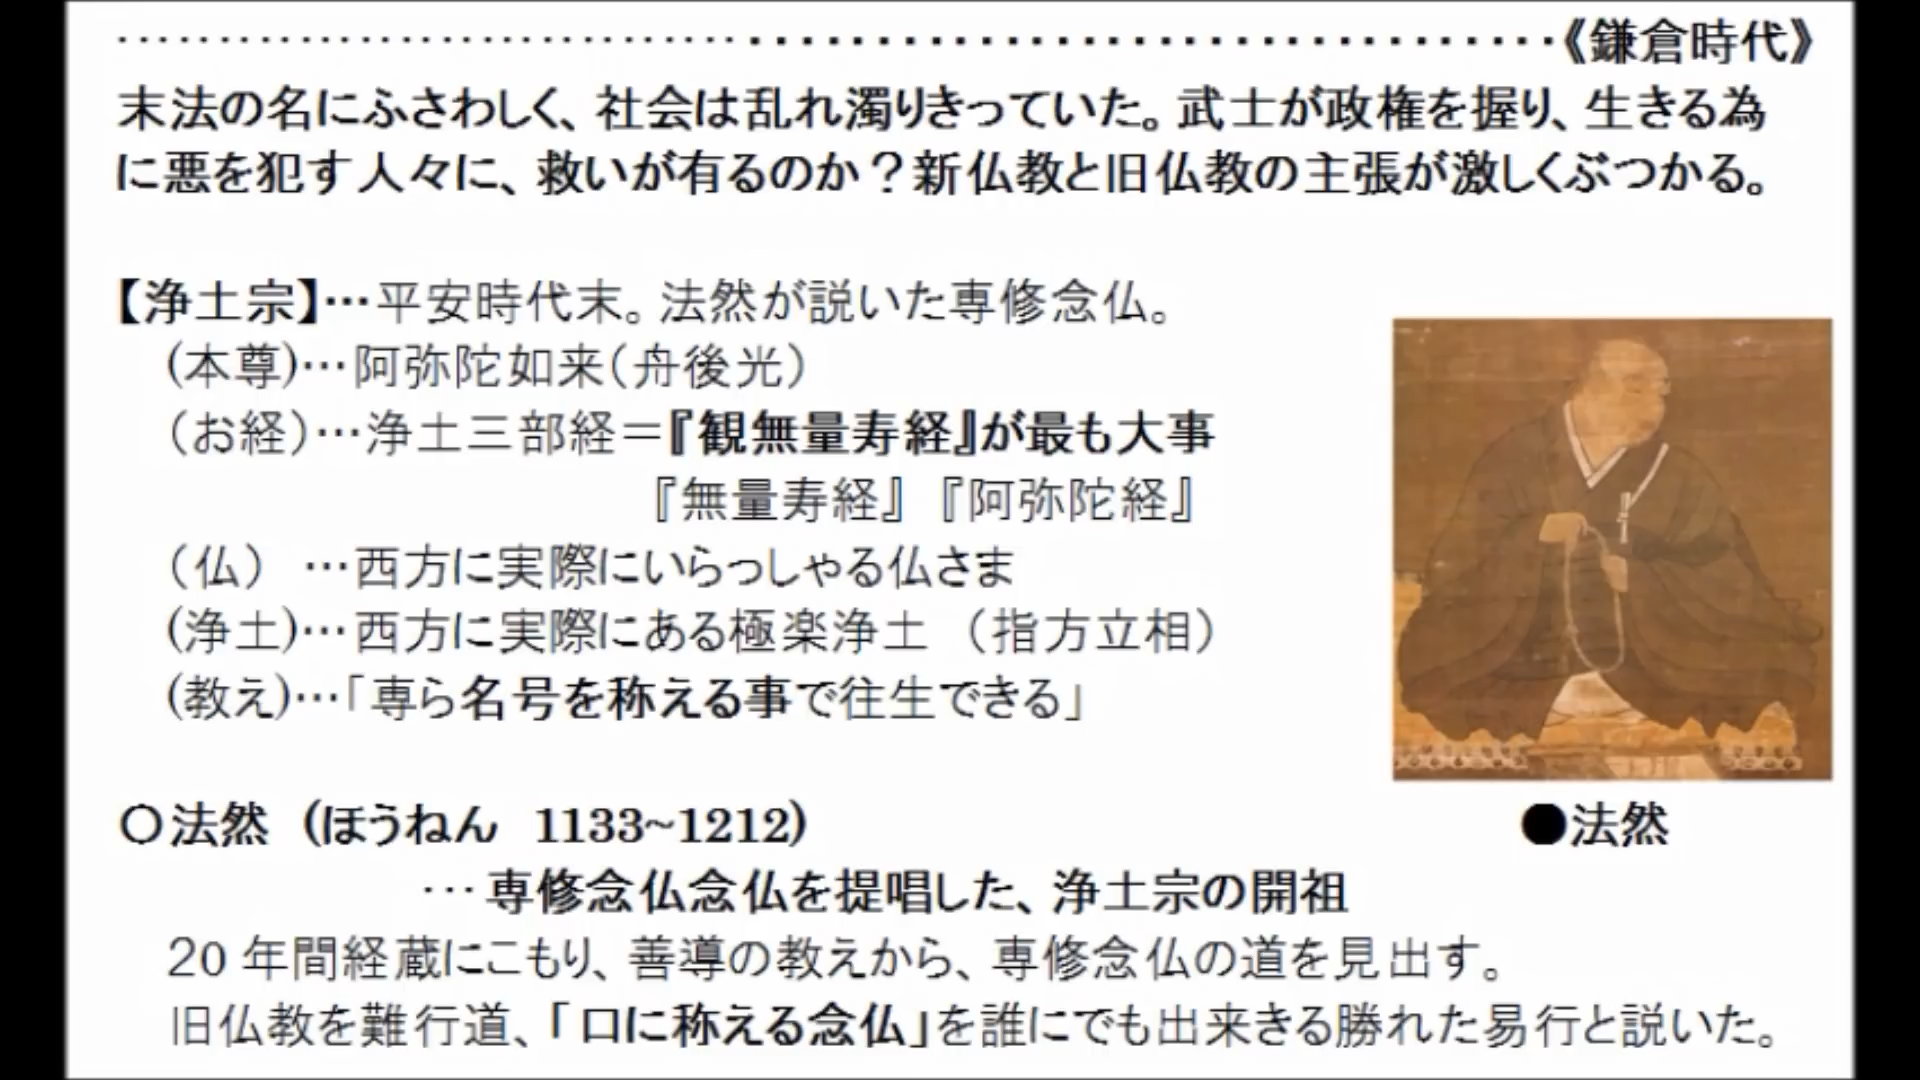 ································································《鎌倉時代》
末法の名にふさわしく、社会は乱れ濁りきっていた。武士が政権を握り、生きる為
に悪を犯す人々に、救いが有るのか？新仏教と旧仏教の主張が激しくぶつかる。
【浄土宗】…平安時代末。法然が説いた専修念仏。
(本尊)…阿弥陀如来（舟後光）
（お経）…浄土三部経＝『観無量寿経』が最も大事
『無量寿経』『阿弥陀経』
（仏） …西方に実際にいらっしゃる仏さま
(浄土)…西方に実際にある極楽浄土 （指方立相）
(教え)…「専ら名号を称える事で往生できる」
〇法然 (ほうねん 1133~1212)
●法然
…専修念仏念仏を提唱した、浄土宗の開祖
20年間経蔵にこもり、善導の教えから、専修念仏の道を見出す。
旧仏教を難行道、「口に称える念仏」を誰にでも出来きる勝れた易行と説いた。